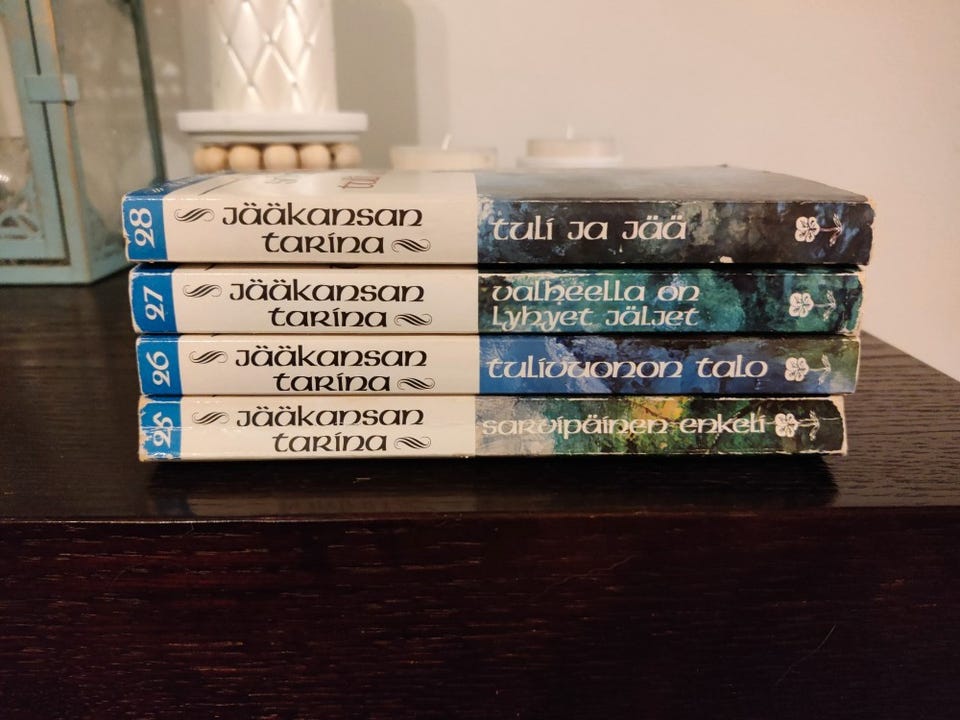 28
Jääkansan
tarina
tuli ja jää
27
Jääkansan
tarina
valheella on
lyhyet jäljet
26
Jääkansan
tarina
tulivuonon talo
25
Jääkansan
tarina
sarvipäinen enkeli